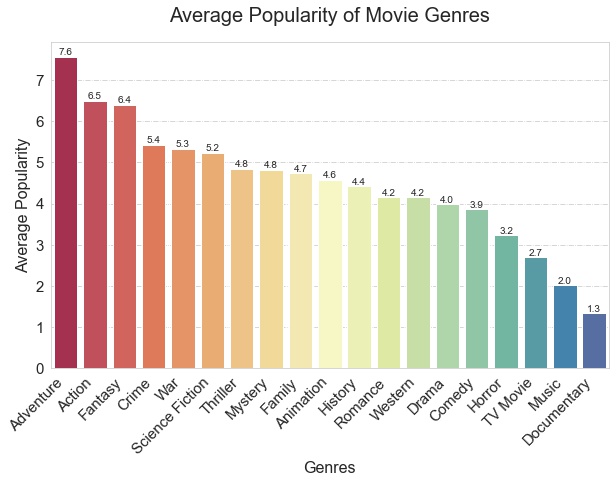 Average Popularity of Movie Genres
Average Popularity
7
6
5
4
3
2
1
0
7.6
6.5
6.4
5.4
5.3
5.2
4.8
4.8
4.7
4.6
4.4
4.2
4.2
4.0
3.9
3.2
2.7
2.0
1.3
Adventure
Action
Fantasy
Crime
War
Science Fiction
Thriller
Mystery
Family
Animation
History
Romance
Western
Drama
Comedy
Horror
TV Movie
Music
Documentary
Genres